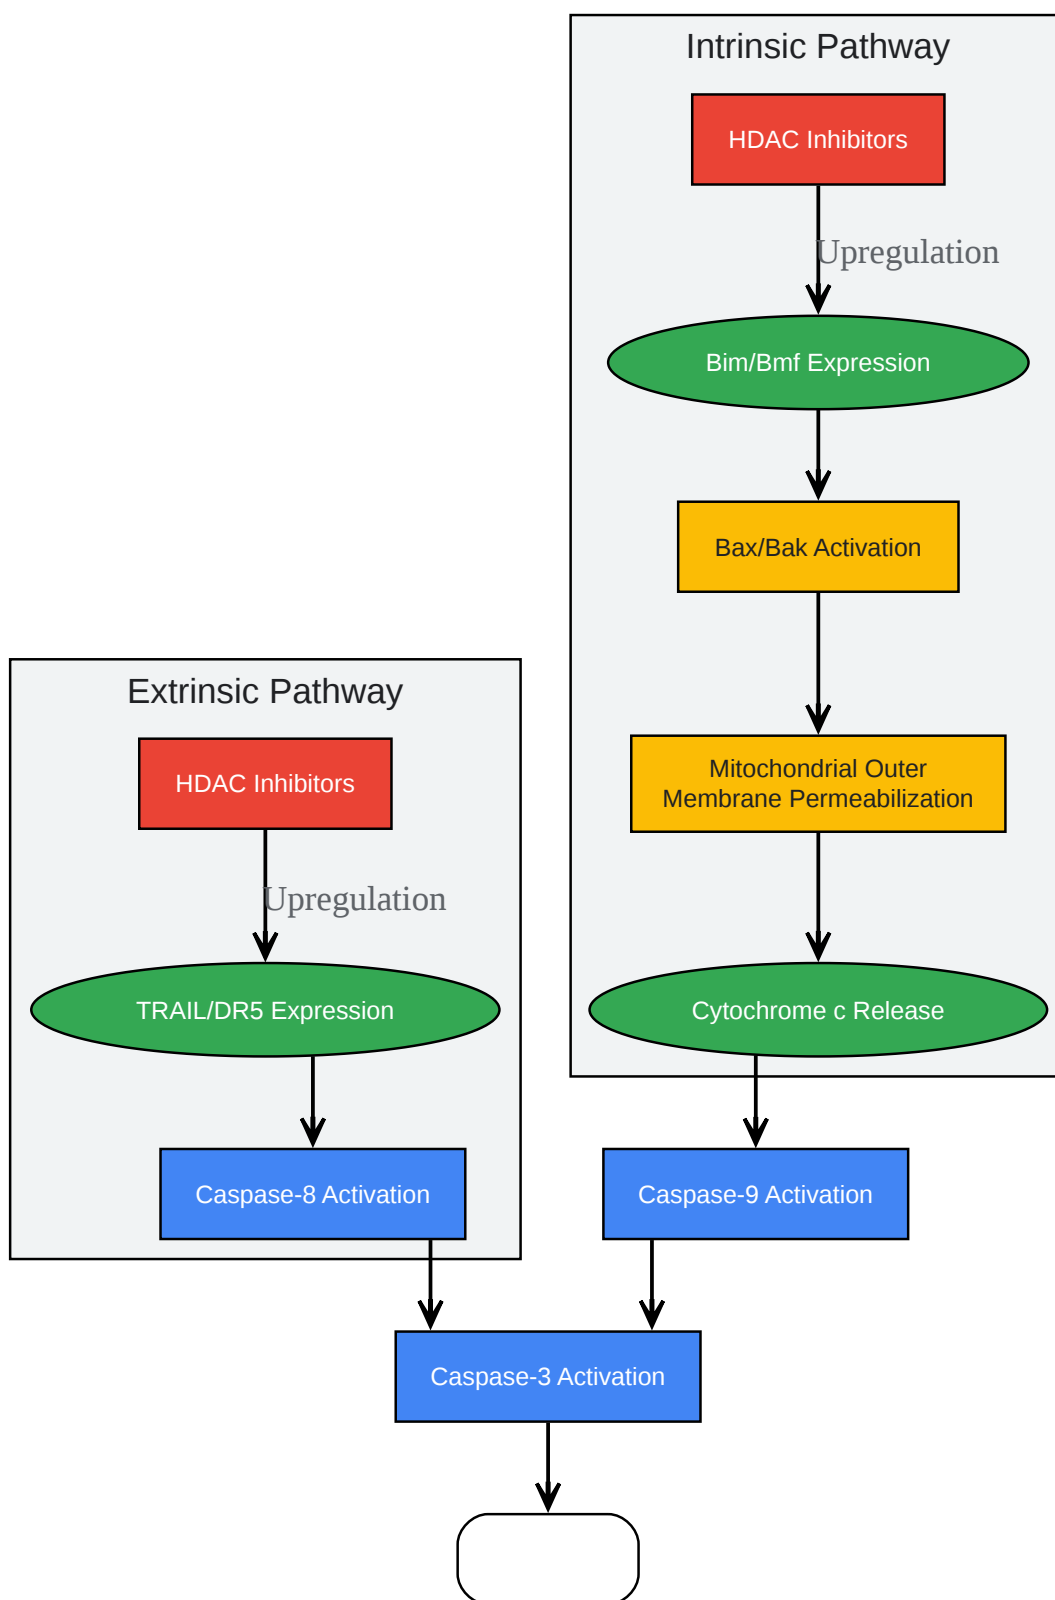 Intrinsic Pathway
HDAC Inhibitors
Upregulation
Bim/Bmf Expression
Bax/Bak Activation
Mitochondrial Outer
Membrane Permeabilization
Cytochrome c Release
Caspase-9 Activation
Extrinsic Pathway
HDAC Inhibitors
Upregulation
TRAIL/DR5 Expression
Caspase-8 Activation
Caspase-3 Activation